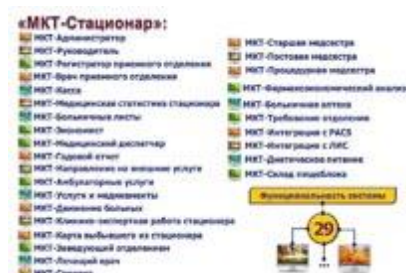 «МКТ-Стационар»:
МКТ-Администратор
МКТ-Руководитель
МКТ-Регистратор приемного отделения
МКТ-Врач приемного отделения
МКТ-Касса
МКТ-Медицинская статистика стационара
МКТ-Больничные листы
МКТ-Экономист
МКТ-Медицинский диспетчер
МКТ-Годовой отчет
МКТ-Направление на внешние услуги
МКТ-Амбулаторные услуги
МКТ-Услуги и медикаменты
МКТ-Движение больных
МКТ-Клинико-экспертная работа стационара
МКТ-Карта выбывшего из стационара
МКТ-Заведующий отделением
МКТ-Лечащий врач
МКТ-Старшая медсестра
МКТ-Постовая медсестра
МКТ-Процедурная медсестра
МКТ-Фармакоэкономический анализ
МКТ-Больничная аптека
МКТ-Требования отделения
МКТ-Интеграция с PACS
МКТ-Интеграция с ЛИС
МКТ-Диетическое питание
МКТ-Склад пищеблока
Функциональность системы
29
...